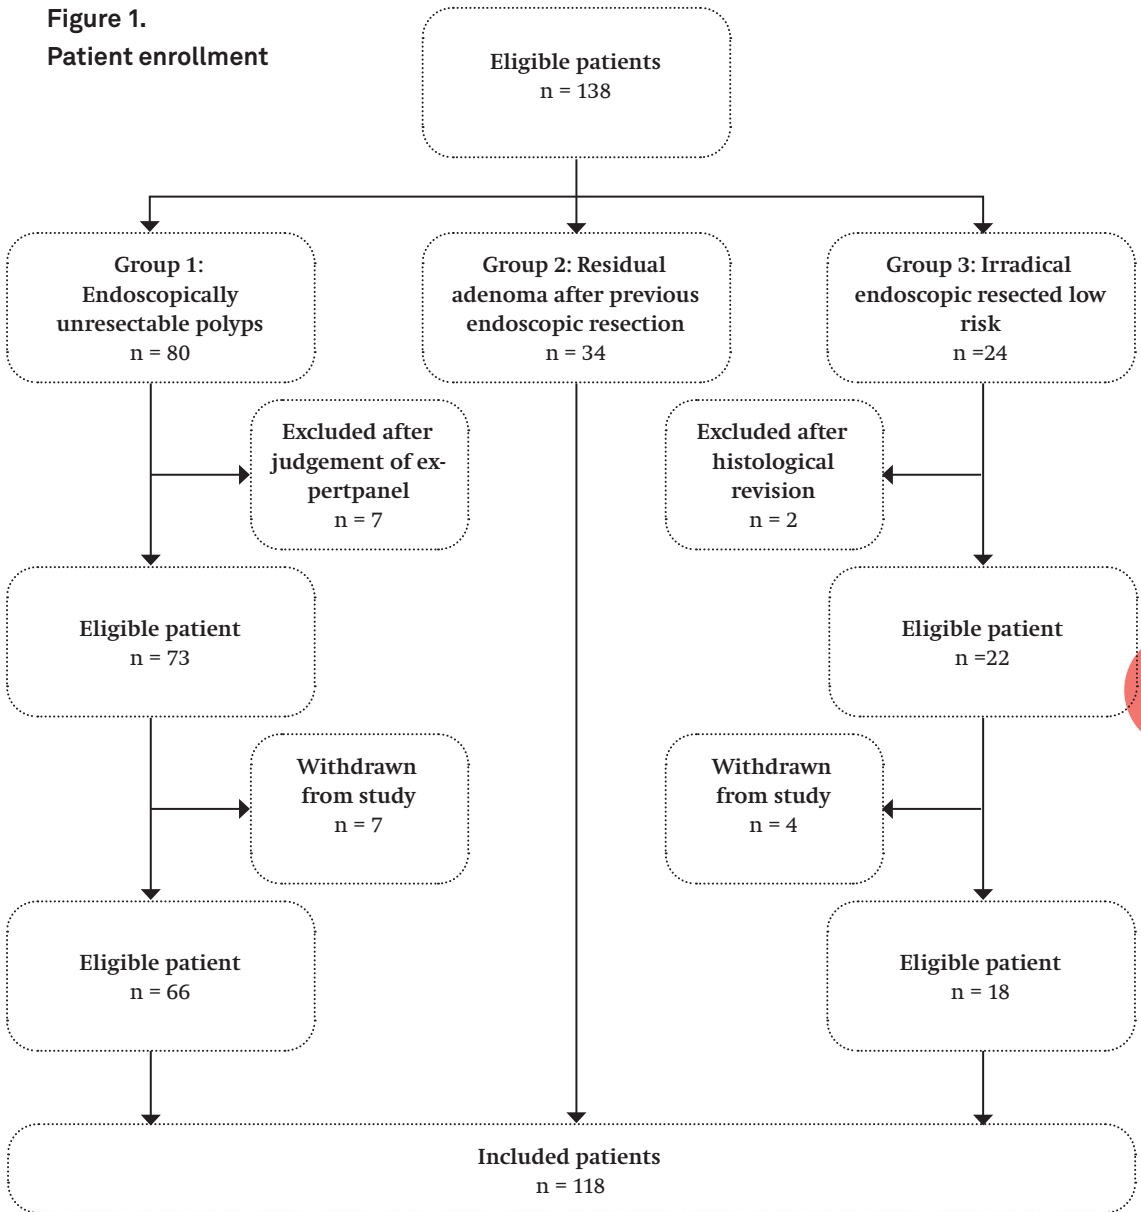 Figure 1.
Patient enrollment
Eligible patients
n = 138
Group 1:
Endoscopically
unresectable polyps
n = 80
Group 2: Residual
adenoma after previous
endoscopic resection
n = 34
Group 3: Irradical
endoscopic resected low
risk
n =24
Excluded after
judgement of ex-
pertpanel
n = 7
Excluded after
histological
revision
n = 2
Eligible patient
n = 73
Eligible patient
n =22
Withdrawn
from study
n = 7
Withdrawn
from study
n = 4
Eligible patient
n = 66
Eligible patient
n = 18
Included patients
n = 118